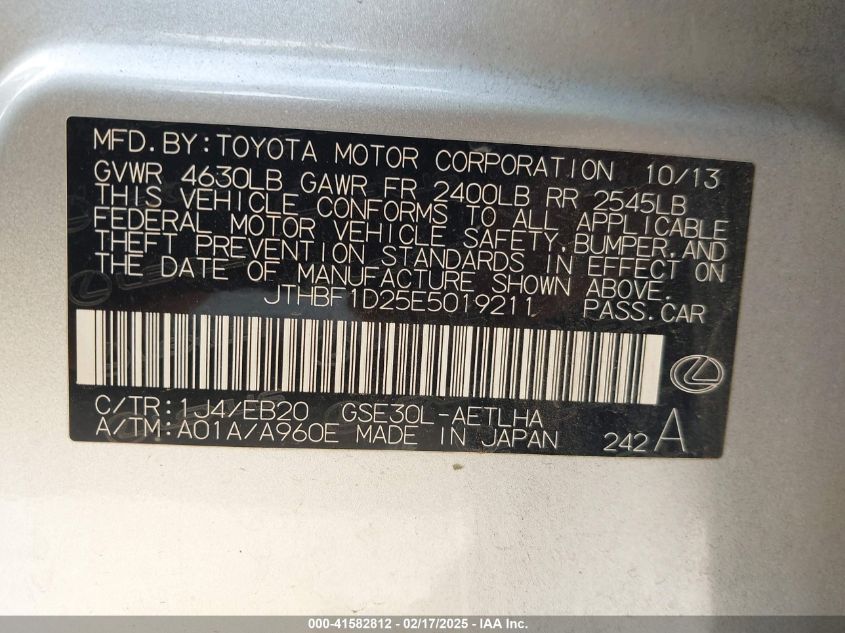 MFD.BY:TOYOTA MOTOR CORPORATION 10/13
GVWR 4630LB GAWR FR 2400LB RR 2545LB
THIS VEHICLE CONFORMS TO ALL APPLICABLE
FEDERAL MOTOR VEHICLE SAFETY,BUMPER,AND
THEFT PREVENTION STANDARDS IN EFFECT ON
THE DATE OF MANUFACTURE SHOWN ABOVE.
JTHBF1D25E5019211 PASS.CAR
C/TR:1J4/EB20 GSE30L-AETLHA
A/TM:A01A/A960E MADE IN JAPAN 242A
000-41582812 - 02/17/2025 - IAA Inc.